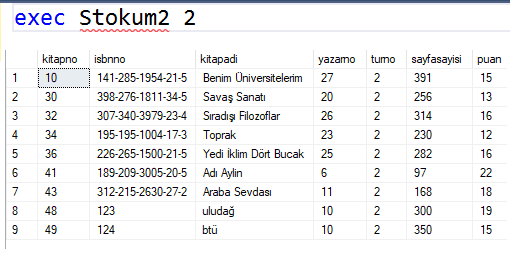 exec Stokum2 2
kitapno isbnno kitapadi yazarno turno sayfasayisi puan
1 10 141-285-1954-21-5 Benim Üniversitelerim 27 2 391 15
2 30 398-276-1811-34-5 Savaş Sanatı 20 2 256 13
3 32 307-340-3979-23-4 Sıradışı Filozoflar 26 2 314 16
4 34 195-195-1004-17-3 Toprak 23 2 230 12
5 36 226-265-1500-21-5 Yedi İklim Dört Bucak 25 2 282 16
6 41 189-209-3005-20-5 Adı Aylin 6 2 97 22
7 43 312-215-2630-27-2 Araba Sevdası 11 2 168 18
8 48 123 uludağ 10 2 300 19
9 49 124 btü 10 2 350 15